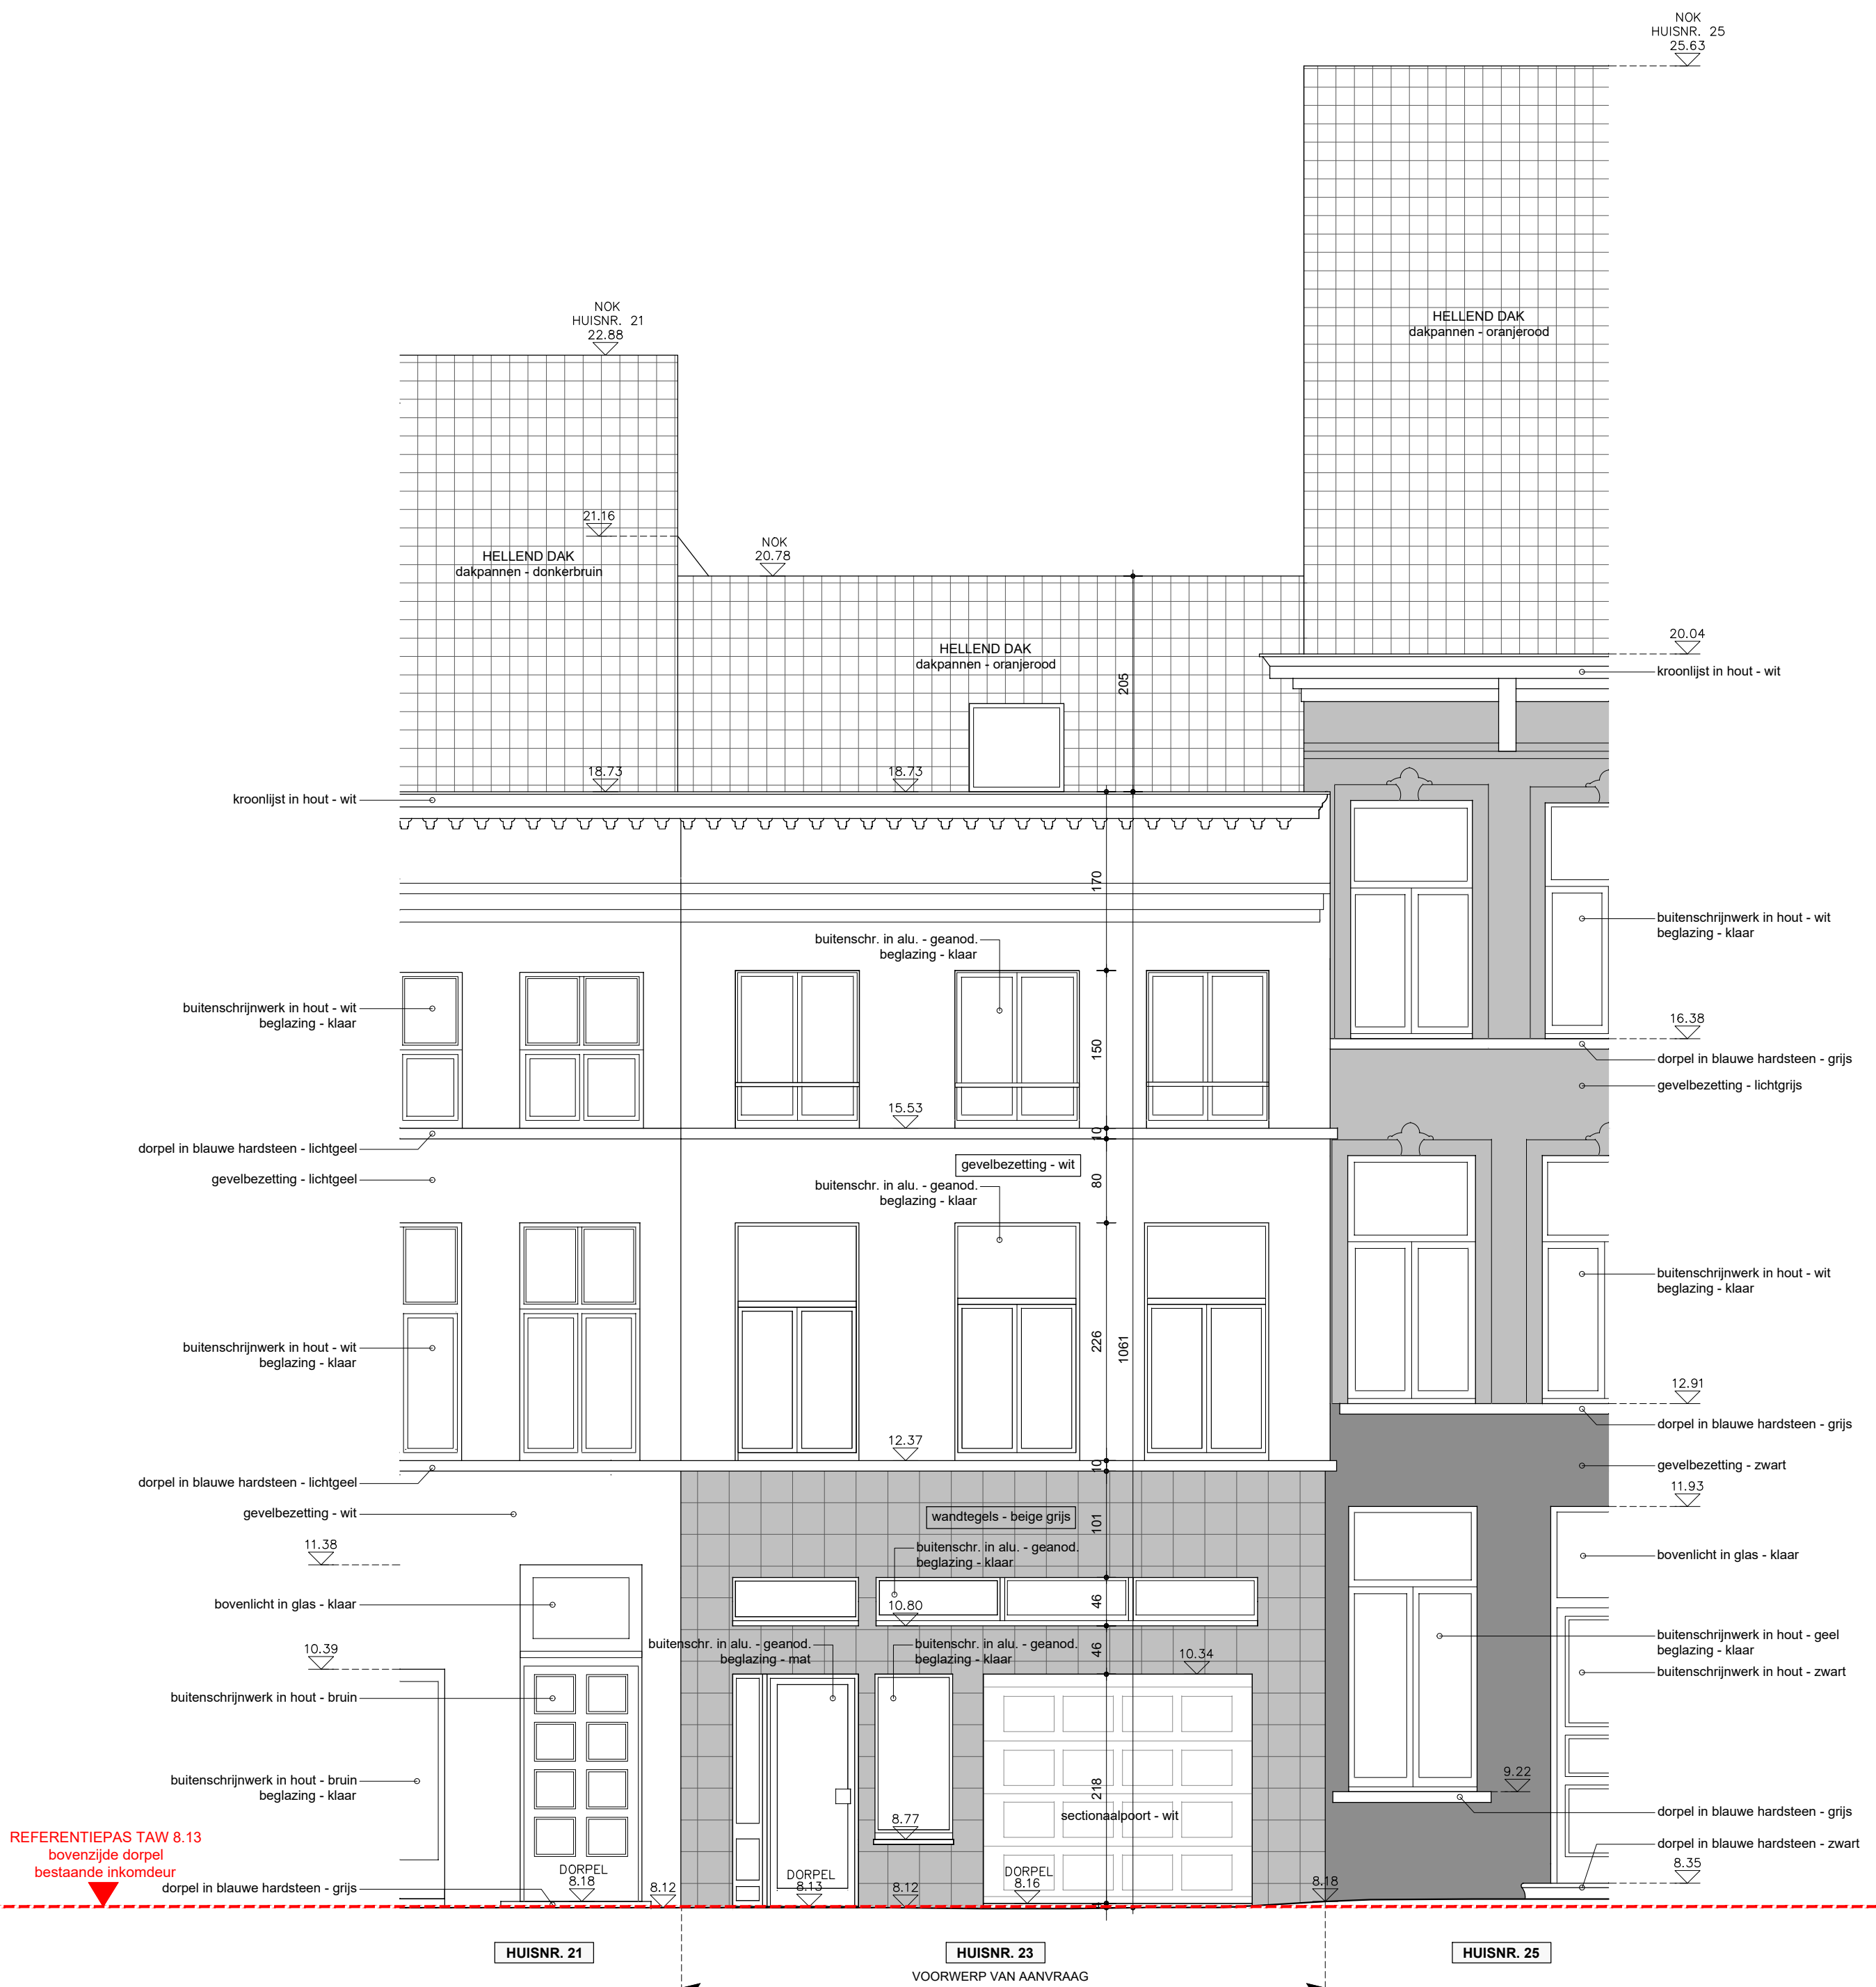 NOK
HUISNR. 25
25.63
HELLEND DAK
dakpannen - oranjerood
NOK
HUISNR. 21
22.88
21.16
HELLEND DAK
dakpannen - donkerbruin
NOK
20.78
HELLEND DAK
dakpannen - oranjerood
205
20.04
kroonlijst in hout - wit
18.73
18.73
kroonlijst in hout - wit
170
buitenschr. in alu. - geanod.
beglazing - klaar
buitenschrijnwerk in hout - wit
beglazing - klaar
buitenschrijnwerk in hout - wit
beglazing - klaar
150
16.38
dorpel in blauwe hardsteen - grijs
gevelbezetting - lichtgrijs
15.53
10
dorpel in blauwe hardsteen - lichtgeel
gevelbezetting - lichtgeel
gevelbezetting - wit
80
buitenschr. in alu. - geanod.
beglazing - klaar
buitenschrijnwerk in hout - wit
beglazing - klaar
buitenschrijnwerk in hout - wit
beglazing - klaar
226
1061
12.91
dorpel in blauwe hardsteen - grijs
12.37
10
dorpel in blauwe hardsteen - lichtgeel
gevelbezetting - zwart
gevelbezetting - wit
wandtegels - beige grijs
101
11.93
11.38
buitenschr. in alu. - geanod.
beglazing - klaar
bovenlicht in glas - klaar
bovenlicht in glas - klaar
10.80
46
10.39
buitenschr. in alu. - geanod.
beglazing - mat
buitenschr. in alu. - geanod.
beglazing - klaar
46
10.34
buitenschrijnwerk in hout - geel
beglazing - klaar
buitenschrijnwerk in hout - zwart
buitenschrijnwerk in hout - bruin
buitenschrijnwerk in hout - bruin
beglazing - klaar
218
sectionaalpoort - wit
9.22
dorpel in blauwe hardsteen - grijs
8.77
dorpel in blauwe hardsteen - zwart
REFERENTIEPAS TAW 8.13
bovenzijde dorpel
bestaande inkomdeur
dorpel in blauwe hardsteen - grijs
DORPEL
8.18
8.12
DORPEL
8.13
8.12
DORPEL
8.16
8.18
8.35
HUISNR. 21
HUISNR. 23
HUISNR. 25
VOORWERP VAN AANVRAAG